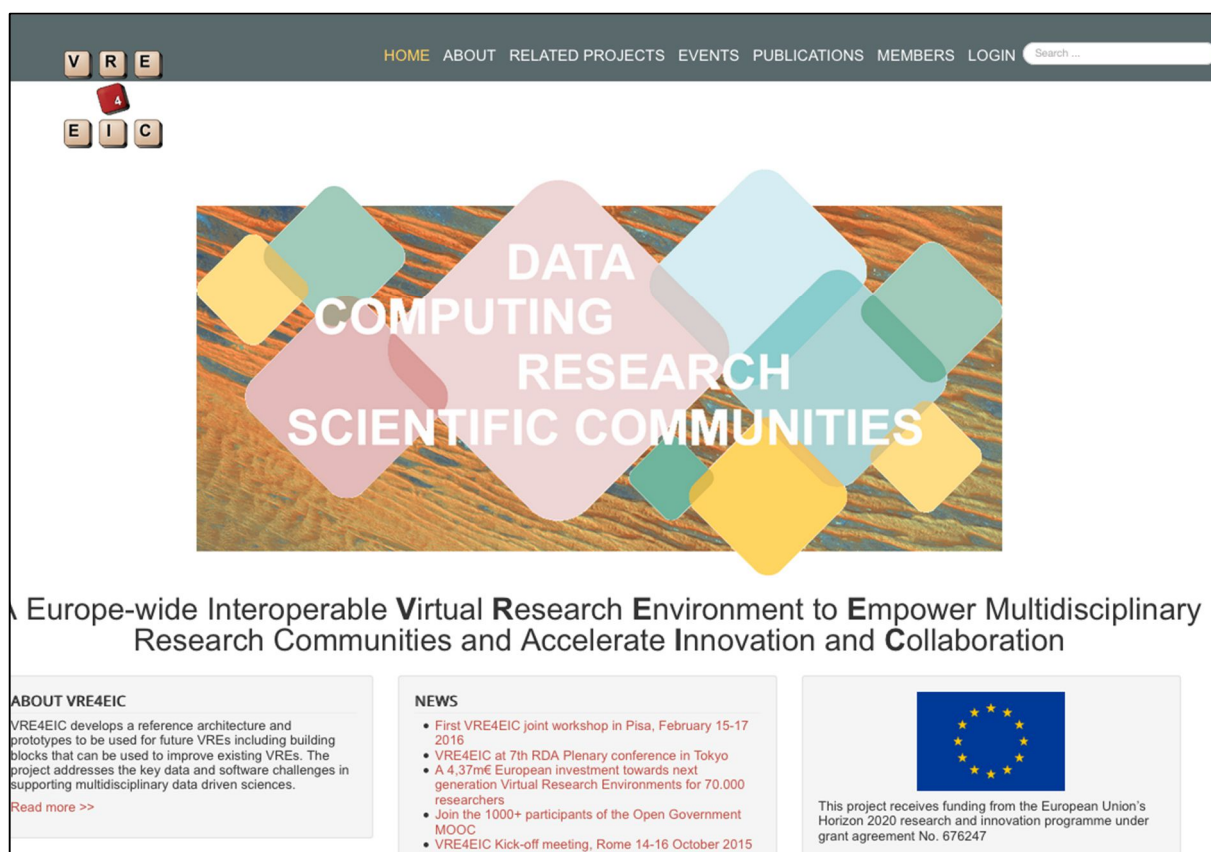 V R E
4
E I C
HOME ABOUT RELATED PROJECTS EVENTS PUBLICATIONS MEMBERS LOGIN Search ...
DATA
COMPUTING
RESEARCH
SCIENTIFIC COMMUNITIES
Europe-wide Interoperable Virtual Research Environment to Empower Multidisciplinary
Research Communities and Accelerate Innovation and Collaboration
ABOUT VRE4EIC
VRE4EIC develops a reference architecture and
prototypes to be used for future VREs including building
blocks that can be used to improve existing VREs. The
project addresses the key data and software challenges in
supporting multidisciplinary data driven sciences.
Read more >>
NEWS
• First VRE4EIC joint workshop in Pisa, February 15-17
2016
• VRE4EIC at 7th RDA Plenary conference in Tokyo
• A 4,37m€ European investment towards next
generation Virtual Research Environments for 70.000
researchers
• Join the 1000+ participants of the Open Government
MOOC
• VRE4EIC Kick-off meeting, Rome 14-16 October 2015
This project receives funding from the European Union's
Horizon 2020 research and innovation programme under
grant agreement No. 676247